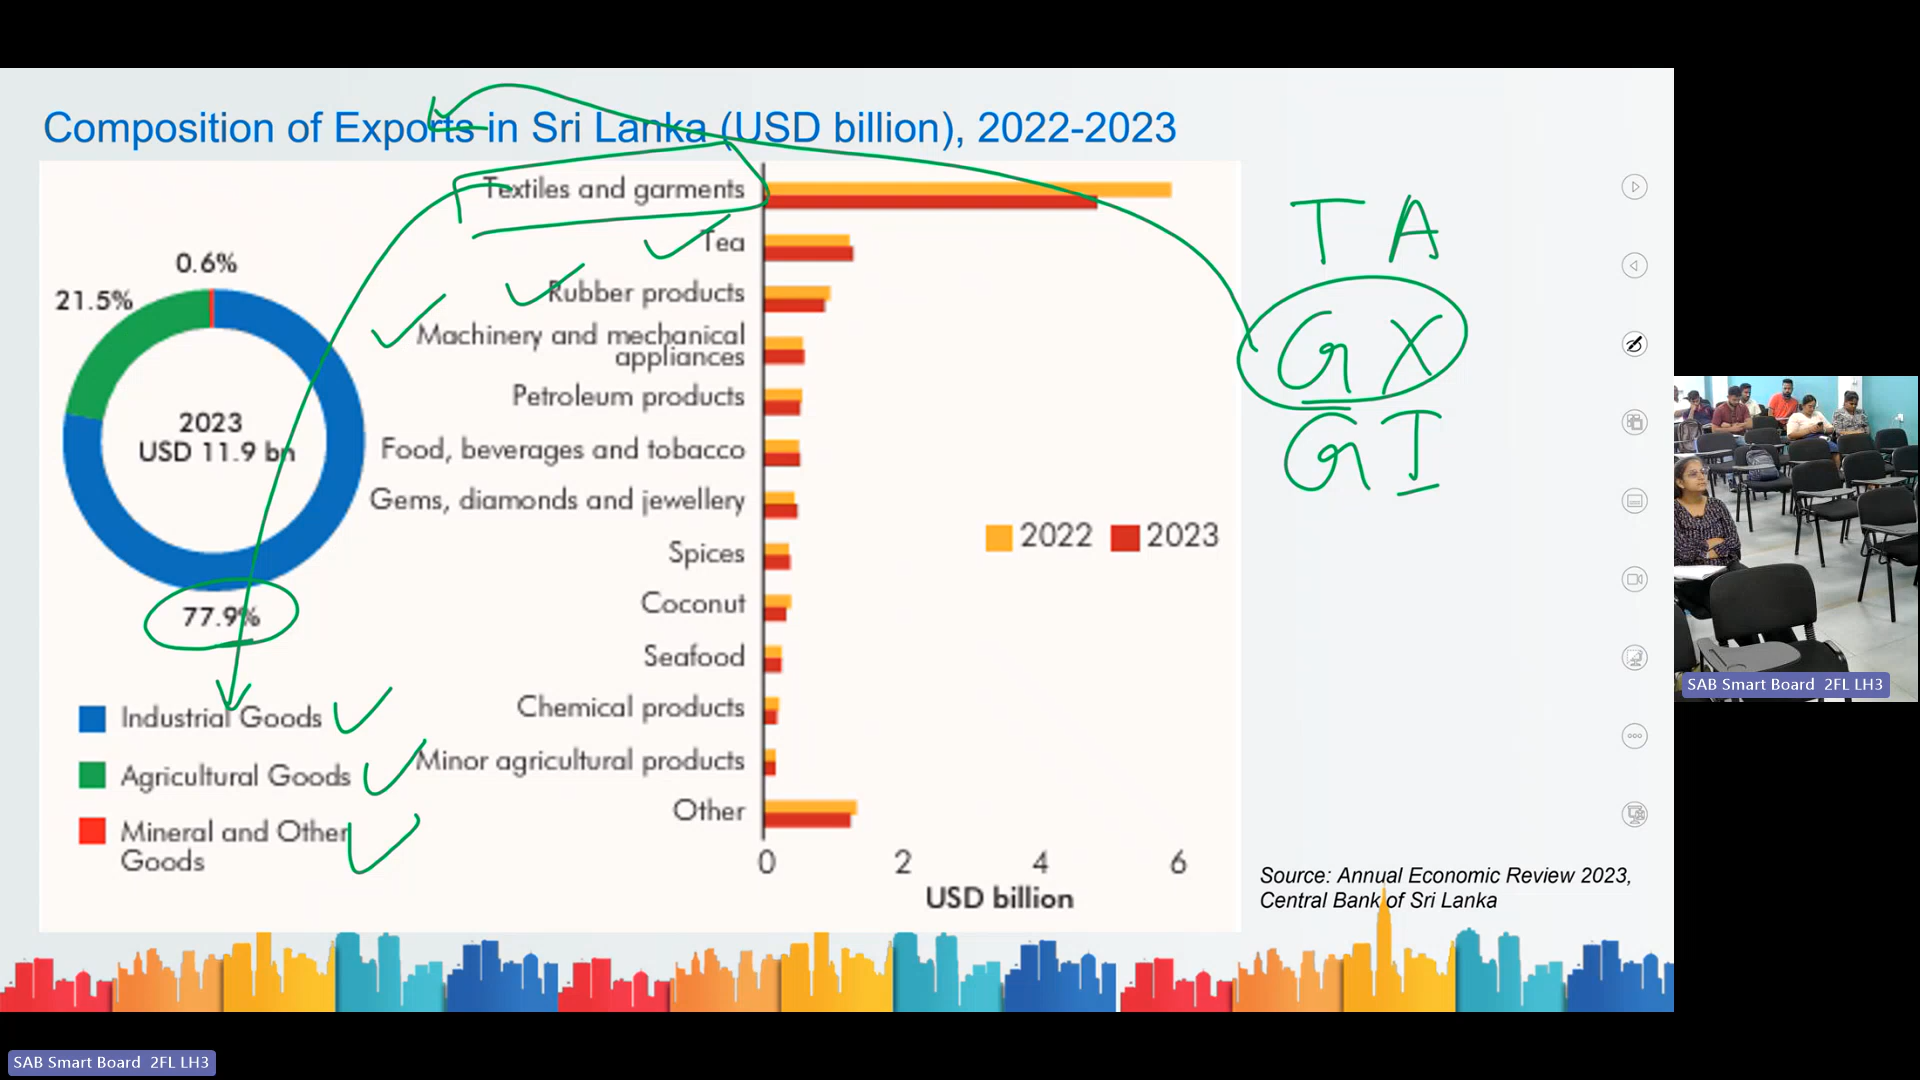 Composition of Exports in Sri Lanka (USD billion), 2022-2023
0.6%
21.5%
2023
USD 11.9 bn
77.9%
Industrial Goods
Agricultural Goods
Mineral and Other
Goods
Textiles and garments
Tea
Rubber products
Machinery and mechanical
appliances
Petroleum products
Food, beverages and tobacco
Gems, diamonds and jewellery
Spices
Coconut
Seafood
Chemical products
Minor agricultural products
Other
0 2 4 6
USD billion
2022 2023
T A
G X
G I
Source: Annual Economic Review 2023,
Central Bank of Sri Lanka
SAB Smart Board 2FL LH3
SAB Smart Board 2FL LH3